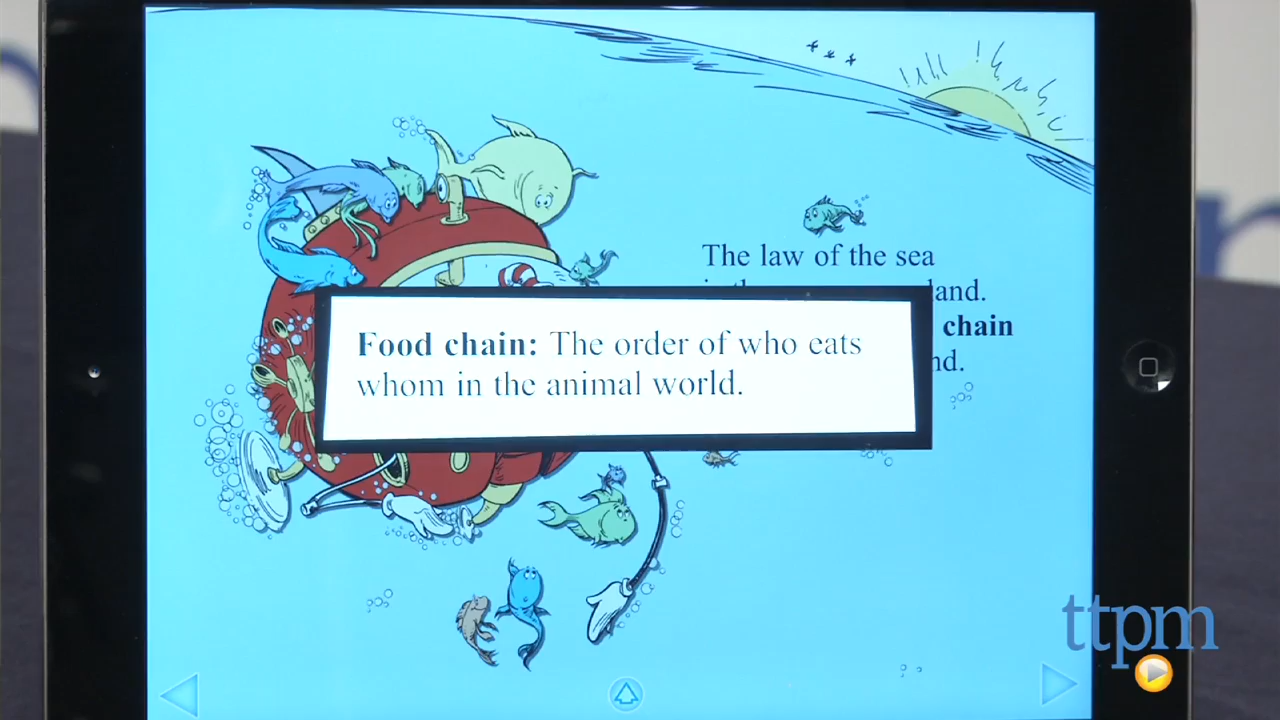 The law of the sea
land.
chain
Food chain: The order of who eats
whom in the animal world.
ttpm